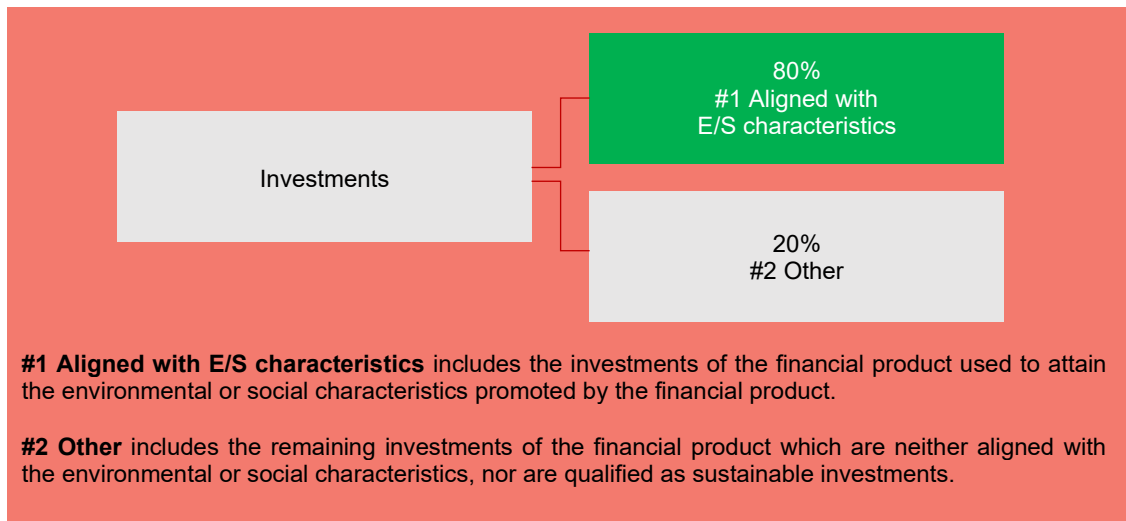 80%
#1 Aligned with
E/S characteristics
Investments
20%
#2 Other
#1 Aligned with E/S characteristics includes the investments of the financial product used to attain
the environmental or social characteristics promoted by the financial product.
#2 Other includes the remaining investments of the financial product which are neither aligned with
the environmental or social characteristics, nor are qualified as sustainable investments.